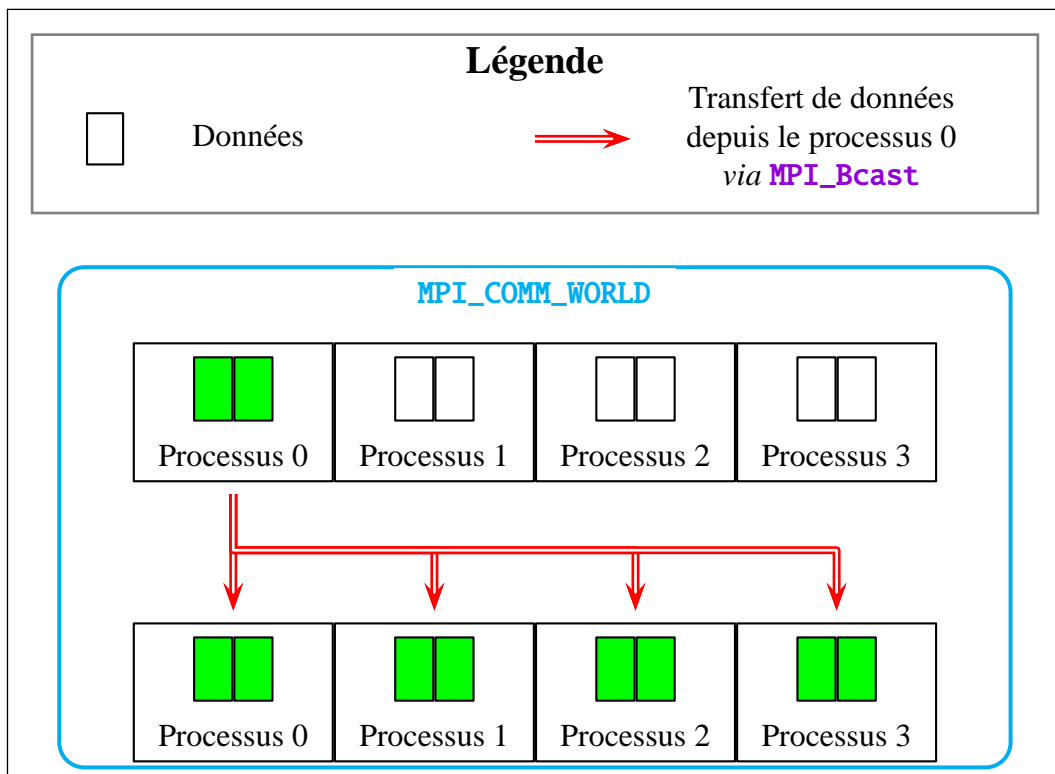 Légende
Données
Transfert de données
depuis le processus 0
via MPI_Bcast
MPI_COMM_WORLD
Processus 0
Processus 1
Processus 2
Processus 3
Processus 0
Processus 1
Processus 2
Processus 3